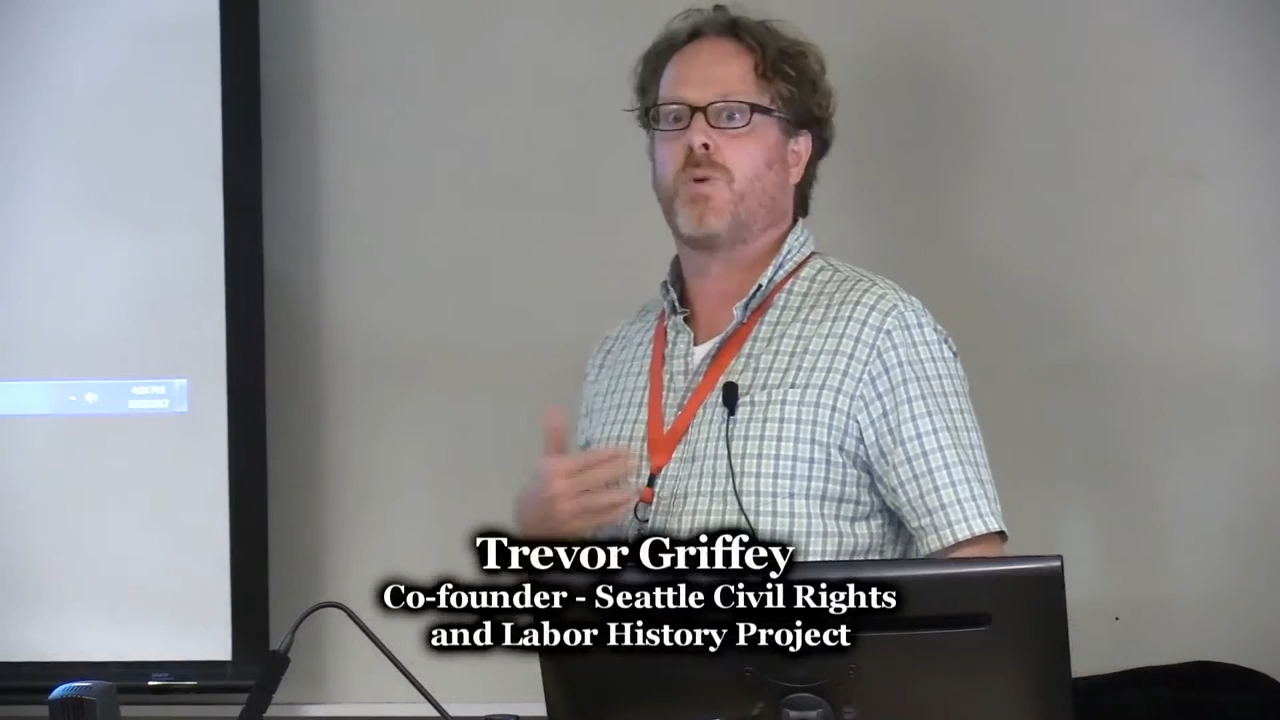 Trevor Griffey
Co-founder - Seattle Civil Rights
and Labor History Project